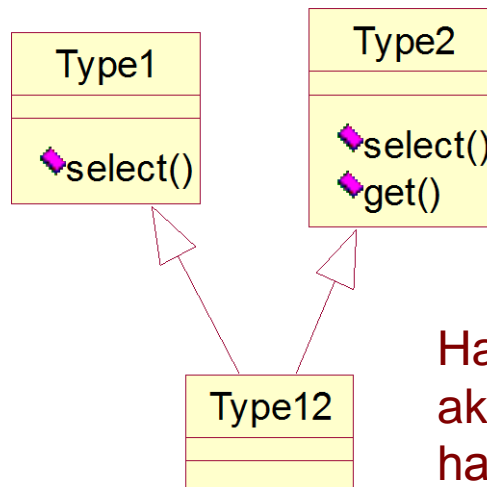 Type1
select()
Type2
select()
get()
Type12
Ha
ak
ha